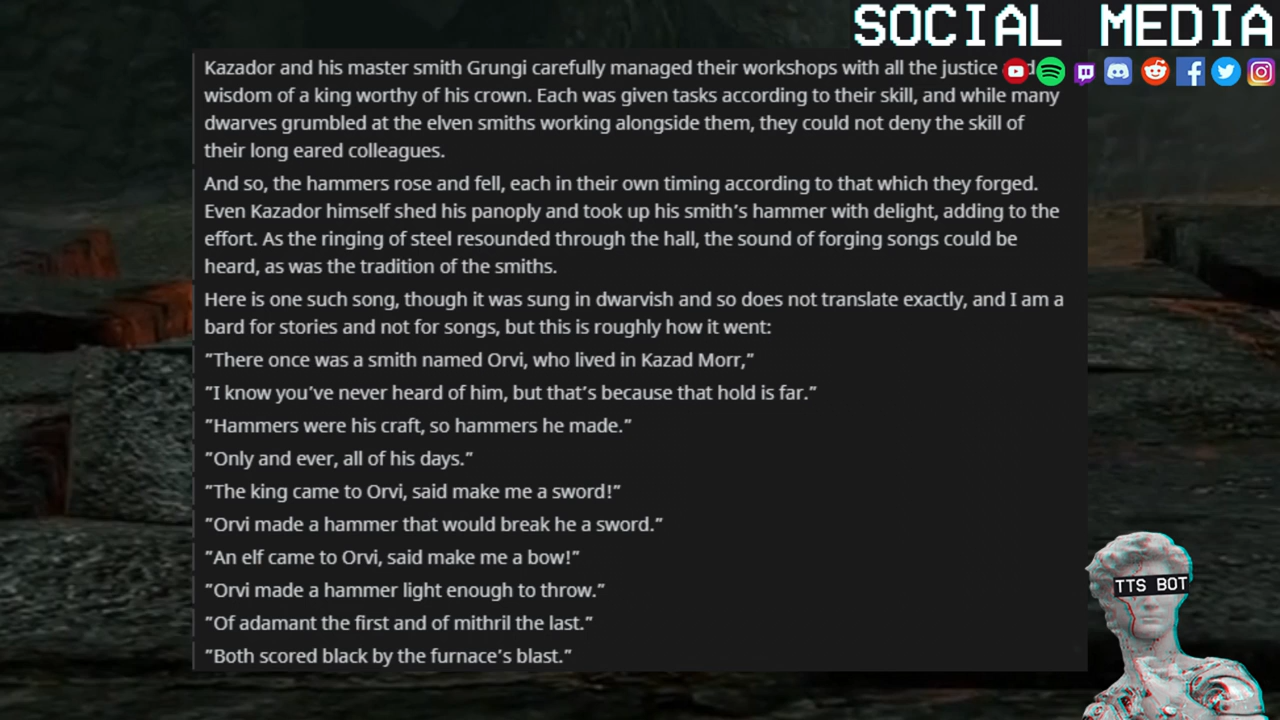 SOCIAL MEDIA
Kazador and his master smith Grungi carefully managed their workshops with all the justice
wisdom of a king worthy of his crown. Each was given tasks according to their skill, and while many
dwarves grumbled at the elven smiths working alongside them, they could not deny the skill of
their long eared colleagues.
And so, the hammers rose and fell, each in their own timing according to that which they forged.
Even Kazador himself shed his panoply and took up his smith’s hammer with delight, adding to the
effort. As the ringing of steel resounded through the hall, the sound of forging songs could be
heard, as was the tradition of the smiths.
Here is one such song, though it was sung in dwarvish and so does not translate exactly, and I am a
bard for stories and not for songs, but this is roughly how it went:
“There once was a smith named Orvi, who lived in Kazad Morr,”
“I know you’ve never heard of him, but that’s because that hold is far.”
“Hammers were his craft, so hammers he made.”
“Only and ever, all of his days.”
“The king came to Orvi, said make me a sword!”
“Orvi made a hammer that would break he a sword.”
“An elf came to Orvi, said make me a bow!”
“Orvi made a hammer light enough to throw.”
“Of adamant the first and of mithril the last.”
“Both scored black by the furnace’s blast.”
TTS BOT